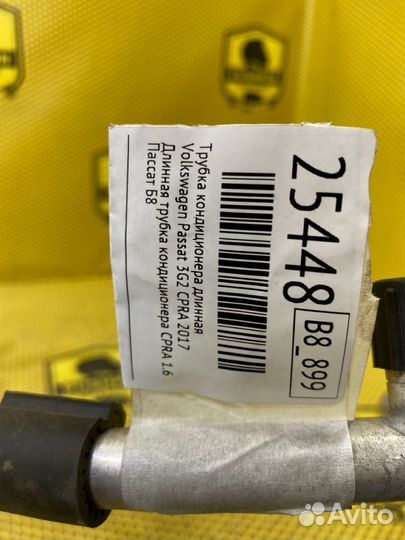 25448
B8_899
Трубка кондиционера длинная
Volkswagen Passat 3G2 CPRA 2017
Длинная трубка кондиционера CPRA 1.6
Пассат Б8
Avito